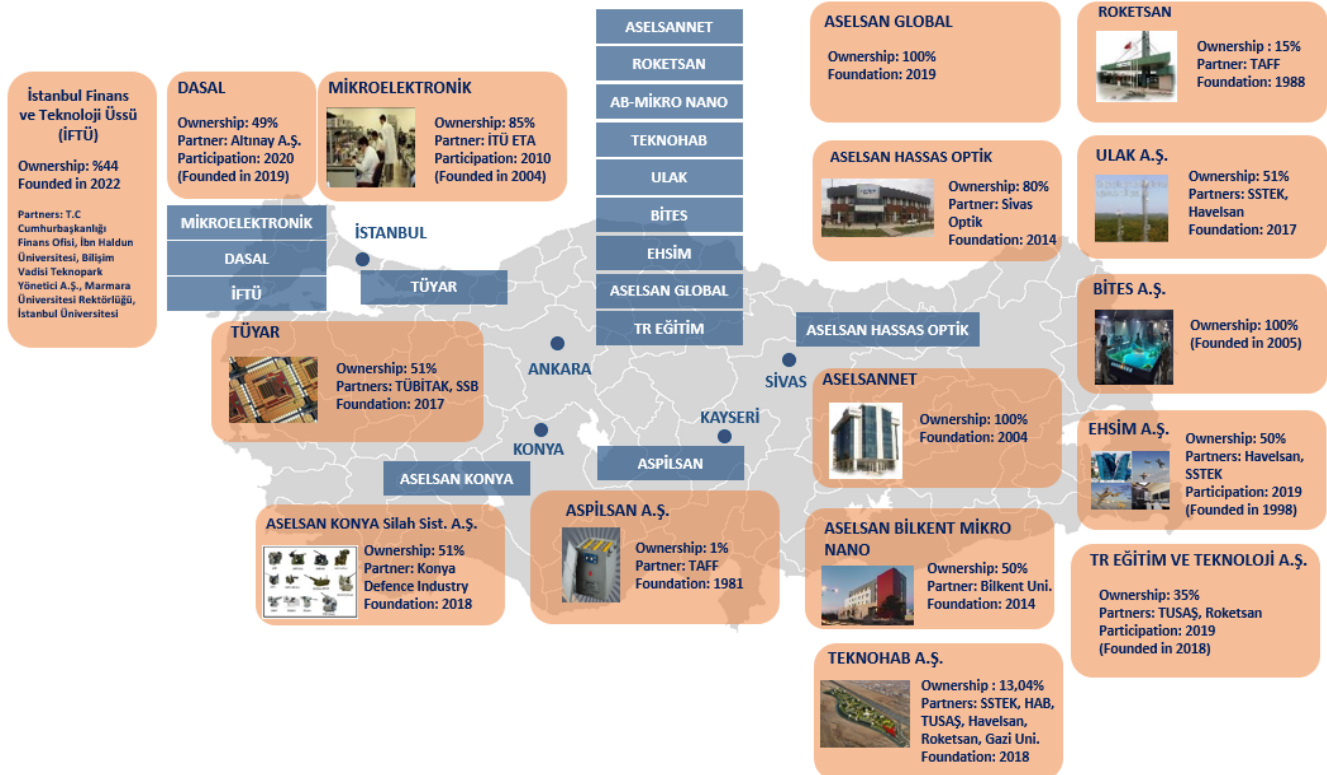 İstanbul Finans
ve Teknoloji Üssü
(İFTÜ)
Ownership: %44
Founded in 2022
Partners: T.C
Cumhurbaşkanlığı
Finans Ofisi, İbn Haldun
Üniversitesi, Bilişim
Vadisi Teknopark
Yönetici A.Ş., Marmara
Üniversitesi Rektörlüğü,
İstanbul Üniversitesi
DASAL
Ownership: 49%
Partner: Altınay A.Ş.
Participation: 2020
(Founded in 2019)
MİKROELEKTRONİK
Ownership: 85%
Partner: İTÜ ETA
Participation: 2010
(Founded in 2004)
MİKROELEKTRONİK
DASAL
İFTÜ
İSTANBUL
TÜYAR
TÜYAR
Ownership: 51%
Partners: TÜBİTAK, SSB
Foundation: 2017
ASELSANNET
ROKETSAN
AB-MİKRO NANO
TEKNOHAB
ULAK
BİTES
EHSİM
ASELSAN GLOBAL
TR EĞİTİM
ANKARA
KONYA
ASELSAN KONYA
ASELSAN KONYA Silah Sist. A.Ş.
Ownership: 51%
Partner: Konya
Defence Industry
Foundation: 2018
KAYSERİ
ASPİLSAN
ASPİLSAN A.Ş.
Ownership: 1%
Partner: TAFF
Foundation: 1981
SİVAS
ASELSAN HASSAS OPTİK
ASELSAN GLOBAL
Ownership: 100%
Foundation: 2019
ASELSAN HASSAS OPTİK
Ownership: 80%
Partner: Sivas
Optik
Foundation: 2014
ASELSANNET
Ownership: 100%
Foundation: 2004
ASELSAN BİLKENT MİKRO
NANO
Ownership: 50%
Partner: Bilkent Uni.
Foundation: 2014
TEKNOHAB A.Ş.
Ownership : 13,04%
Partners: SSTEK, HAB,
TUSAŞ, Havelsan,
Roketsan, Gazi Uni.
Foundation: 2018
ROKETSAN
Ownership : 15%
Partner: TAFF
Foundation: 1988
ULAK A.Ş.
Ownership: 51%
Partners: SSTEK,
Havelsan
Foundation: 2017
BİTES A.Ş.
Ownership: 100%
(Founded in 2005)
EHSİM A.Ş.
Ownership: 50%
Partners: Havelsan,
SSTEK
Participation: 2019
(Founded in 1998)
TR EĞİTİM VE TEKNOLOJİ A.Ş.
Ownership: 35%
Partners: TUSAŞ, Roketsan
Participation: 2019
(Founded in 2018)